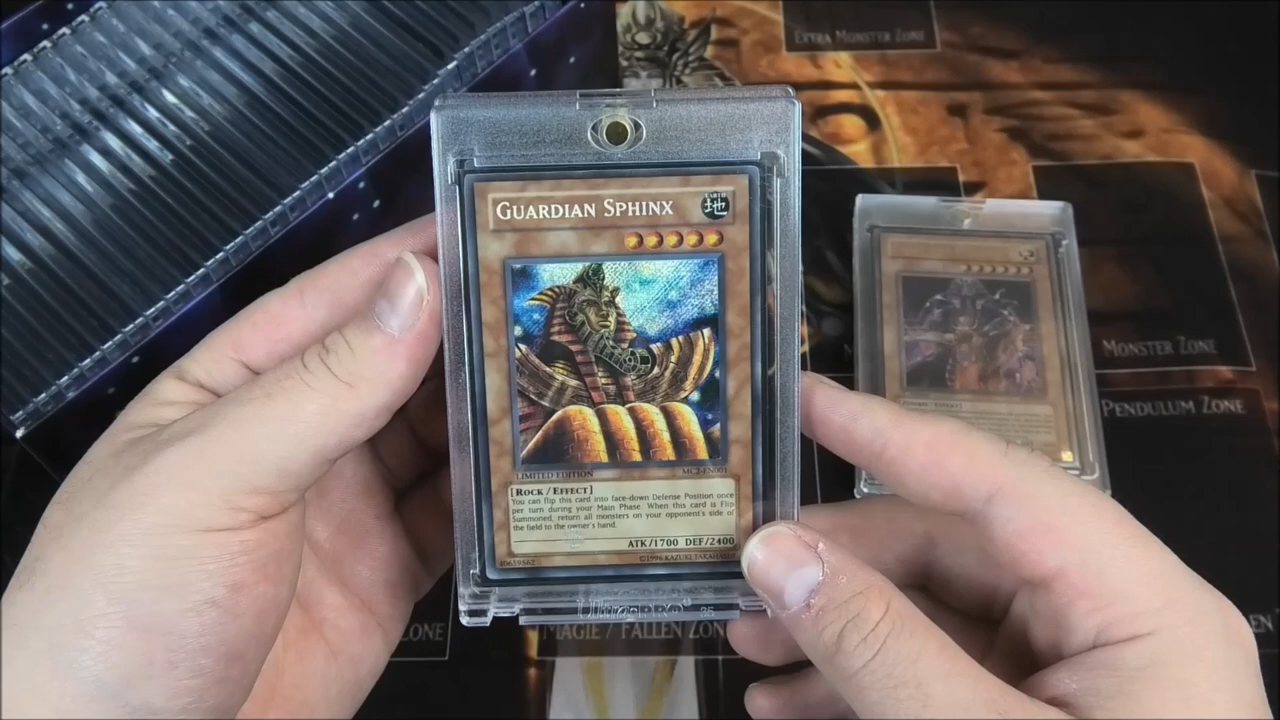 EXTRA MONSTER ZONE
GUARDIAN SPHINX
EARTH
地
LIMITED EDITION
MC2-EN001
[ROCK / EFFECT]
You can flip this card into face-down Defense Position once
per turn during your Main Phase. When this card is Flip
Summoned, return all monsters on your opponent's side of
the field to the owner's hand.
ATK/1700 DEF/2400
40659562
©1996 KAZUKI TAKAHASHI
Ultra PRO
35
MONSTER ZONE
PENDULUM ZONE
ZONE
MAGIE / FALLEN ZONE
EN